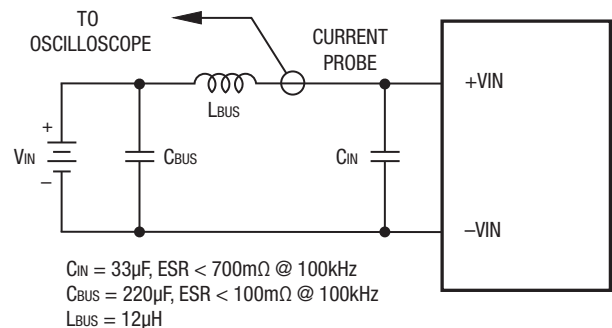 TO
OSCILLOSCOPE
CURRENT
PROBE
+VIN
LBUS
+
VIN
CBUS
CIN
–
–VIN
CIN = 33µF, ESR < 700mΩ @ 100kHz
CBUS = 220µF, ESR < 100mΩ @ 100kHz
LBUS = 12µH